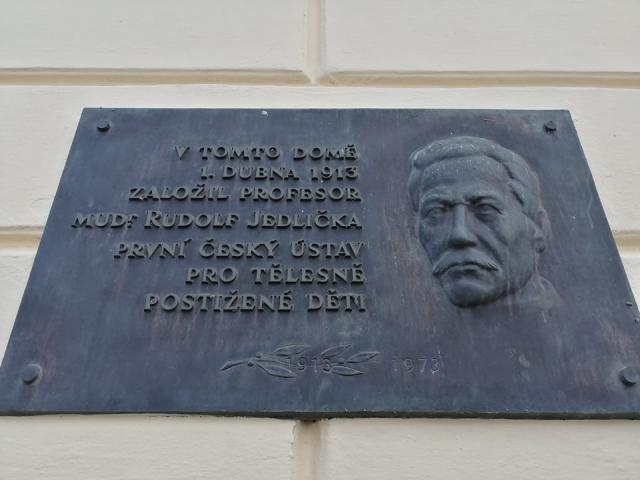 V TOMTO DOMĚ
1. DUBNA 1913
ZALOŽIL PROFESOR
MUDr RUDOLF JEDLIČKA
PRVNÍ ČESKÝ ÚSTAV
PRO TĚLESNĚ
POSTIŽENÉ DĚTI
1913 - 1973